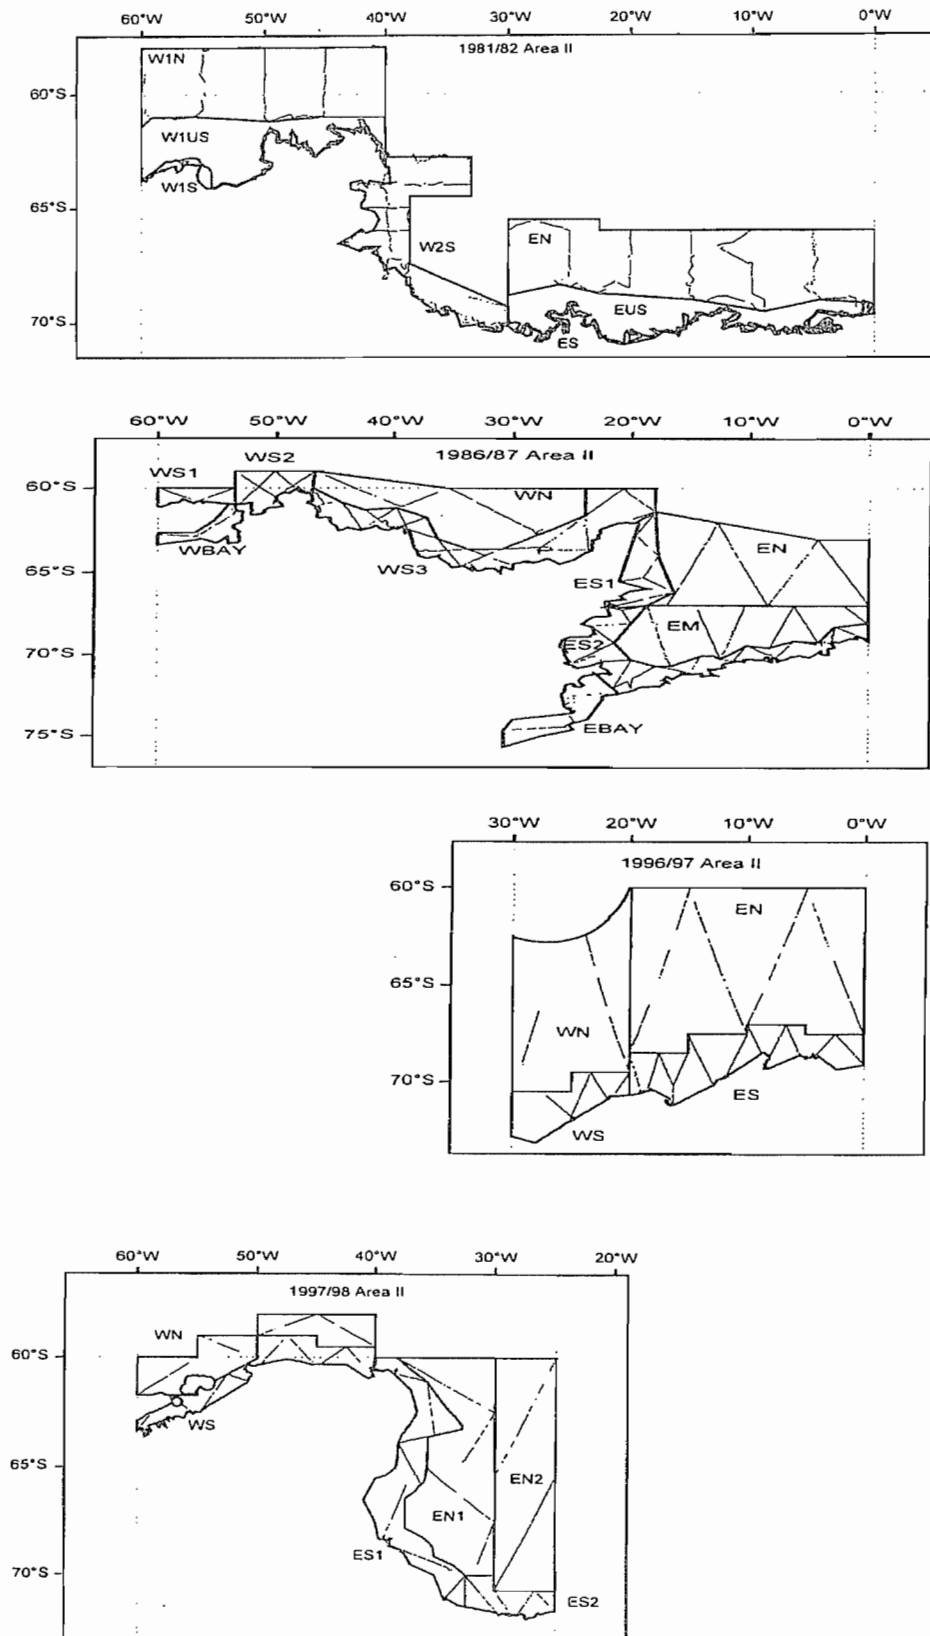 60°W 50°W 40°W 30°W 20°W 10°W 0°W
1981/82 Area II
W1N
60°S
W1US
W1S
65°S
W2S
EN
EUS
70°S
ES
60°W 50°W 40°W 30°W 20°W 10°W 0°W
1986/87 Area II
WS2
WS1
60°S
WN
WBAY
EN
WS3
65°S
ES1
EM
ES2
70°S
EBAY
75°S
30°W 20°W 10°W 0°W
1996/97 Area II
60°S
EN
65°S
WN
70°S
ES
WS
60°W 50°W 40°W 30°W 20°W
1997/98 Area II
WN
60°S
WS
65°S
EN2
EN1
ES1
70°S
ES2